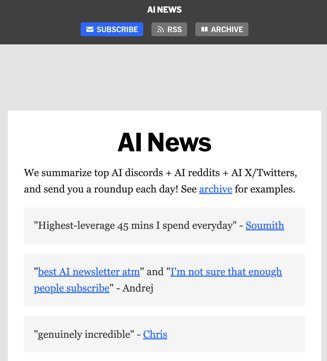 AI NEWS
SUBSCRIBE RSS ARCHIVE
AI News
We summarize top AI discords + AI reddits + AI X/Twitters,
and send you a roundup each day! See archive for examples.
"Highest-leverage 45 mins I spend everyday" - Soumith
"best AI newsletter atm" and "I'm not sure that enough
people subscribe" - Andrej
"genuinely incredible" - Chris